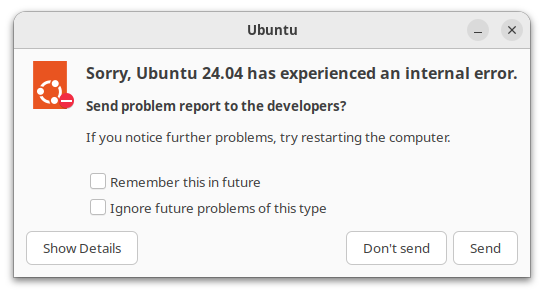 Ubuntu
Sorry, Ubuntu 24.04 has experienced an internal error.
Send problem report to the developers?
If you notice further problems, try restarting the computer.
Remember this in future
Ignore future problems of this type
Show Details
Don't send
Send